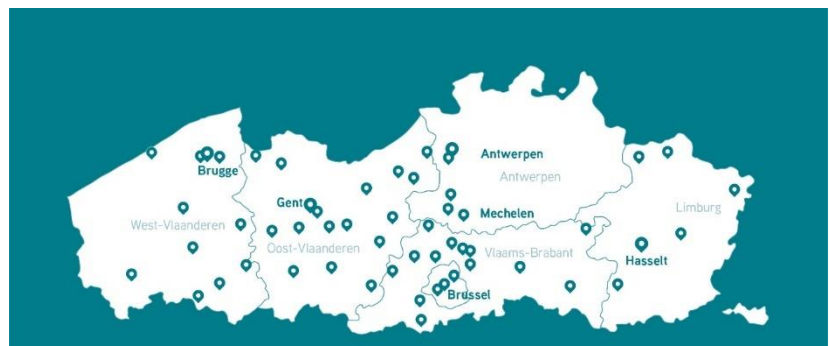 Antwerpen
Brugge
Antwerpen
Gent
Limburg
Mechelen
West-Vlaanderen
Oost-Vlaanderen
Vlaams-Brabant
Hasselt
Brussel